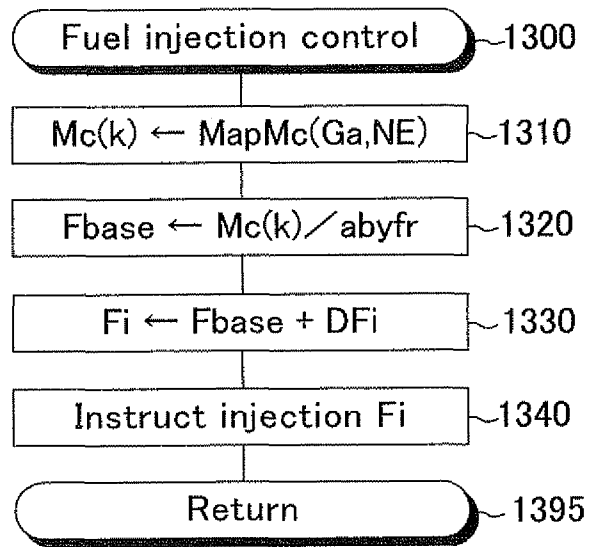 Fuel injection control 1300
Mc(k) ← MapMc(Ga,NE) 1310
Fbase ← Mc(k)／abyfr 1320
Fi ← Fbase + DFi 1330
Instruct injection Fi 1340
Return 1395